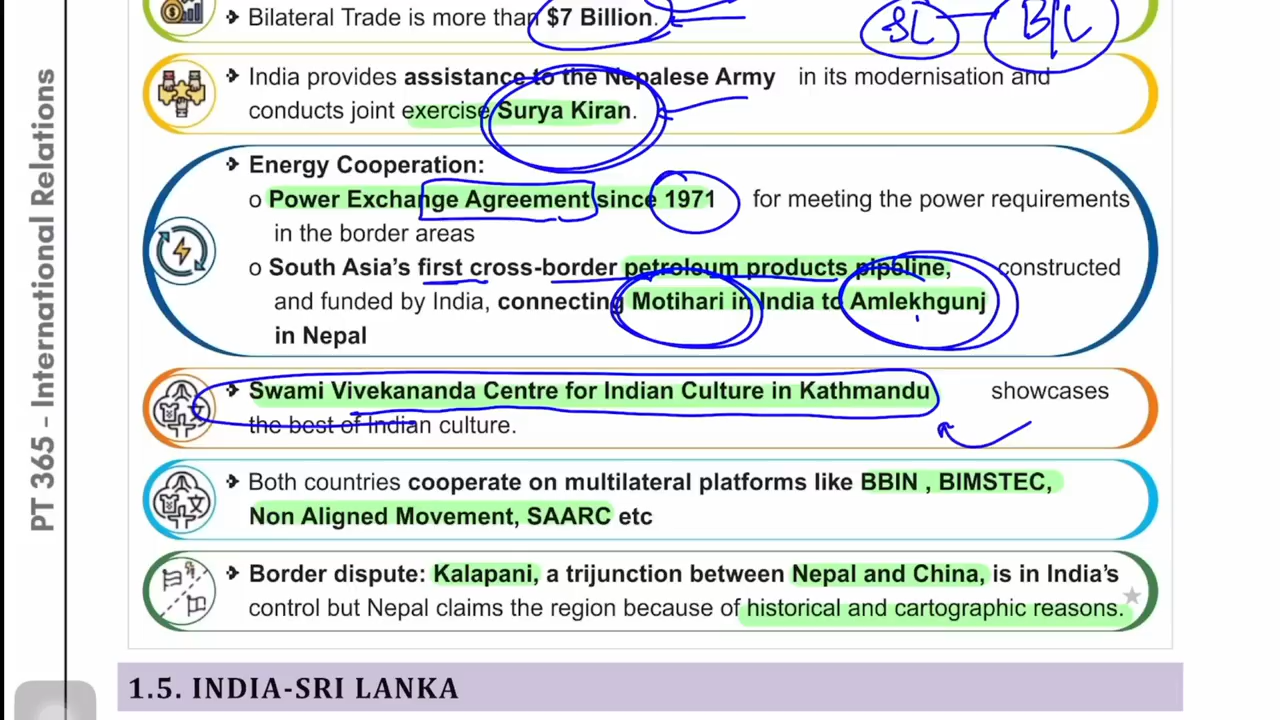 Bilateral Trade is more than $7 Billion.
SL B/L
India provides assistance to the Nepalese Army in its modernisation and
conducts joint exercise Surya Kiran.
Energy Cooperation:
o Power Exchange Agreement since 1971 for meeting the power requirements
in the border areas
o South Asia's first cross-border petroleum products pipeline, constructed
and funded by India, connecting Motihari in India to Amlekhgunj
in Nepal
Swami Vivekananda Centre for Indian Culture in Kathmandu showcases
the best of Indian culture.
Both countries cooperate on multilateral platforms like BBIN , BIMSTEC,
Non Aligned Movement, SAARC etc
Border dispute: Kalapani, a trijunction between Nepal and China, is in India's
control but Nepal claims the region because of historical and cartographic reasons.
1.5. INDIA-SRI LANKA
PT 365 - International Relations